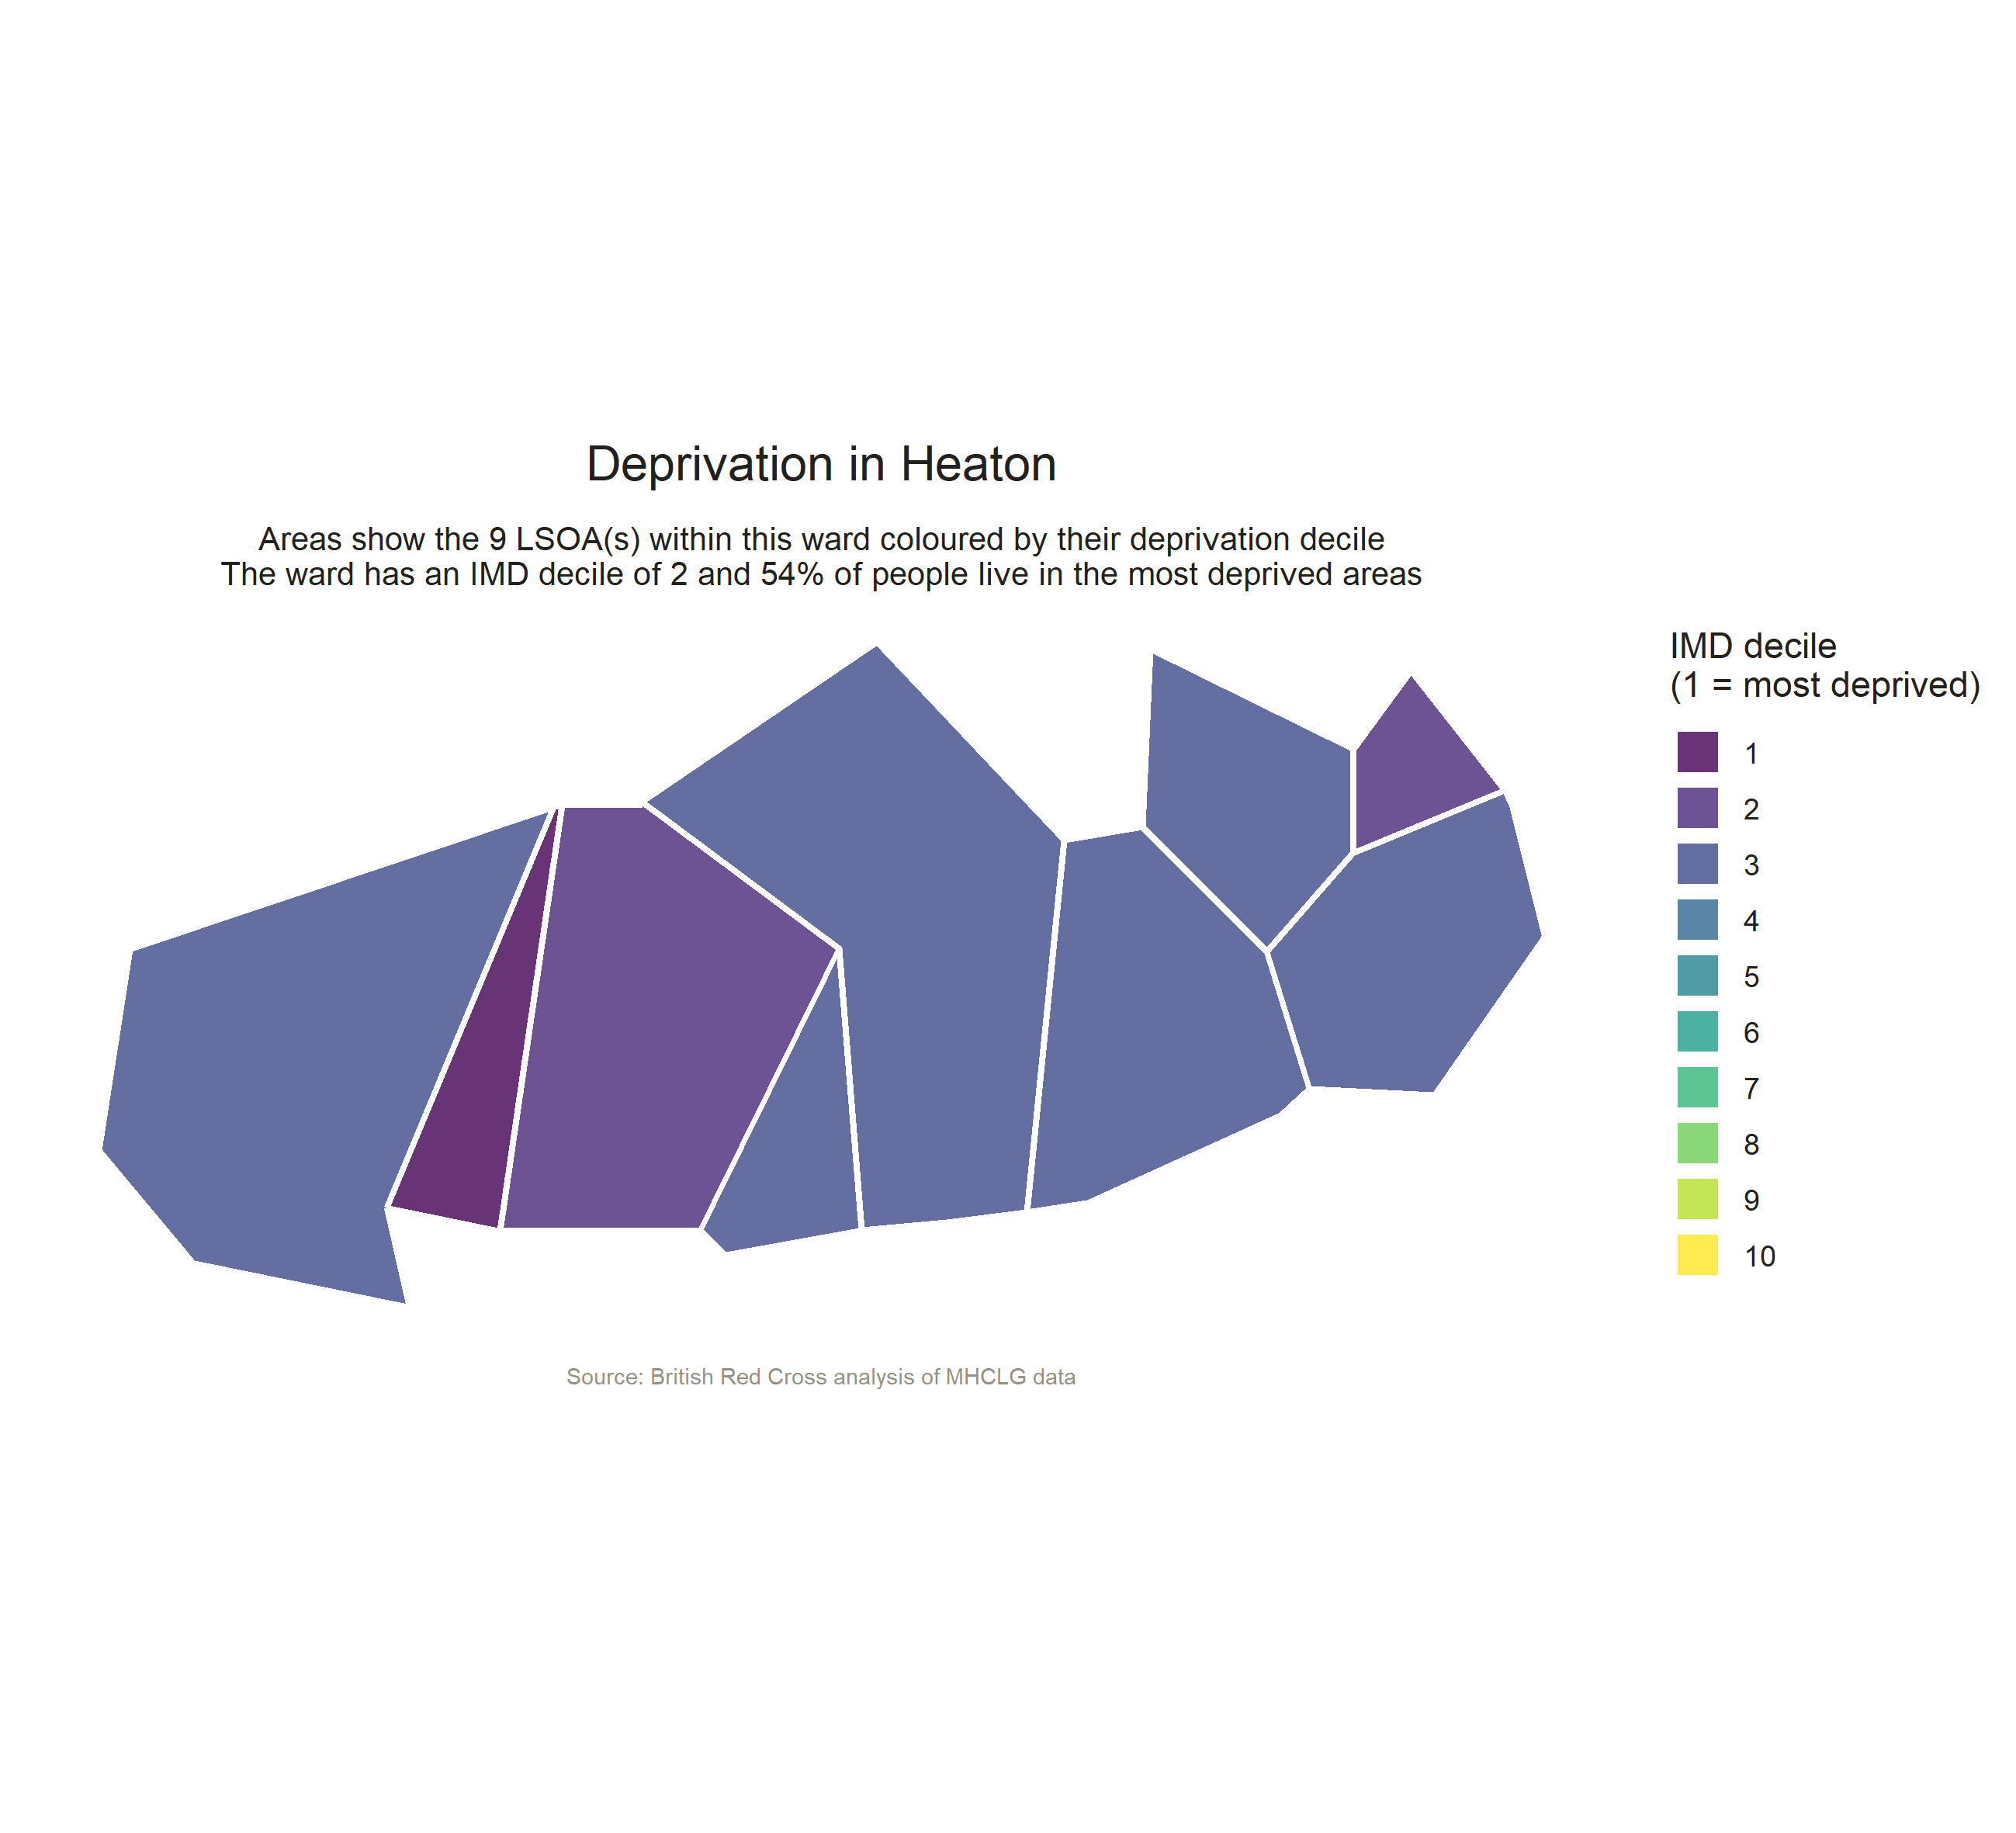 Deprivation in Heaton
Areas show the 9 LSOA(s) within this ward coloured by their deprivation decile
The ward has an IMD decile of 2 and 54% of people live in the most deprived areas
IMD decile
(1 = most deprived)
1
2
3
4
5
6
7
8
9
10
Source: British Red Cross analysis of MHCLG data